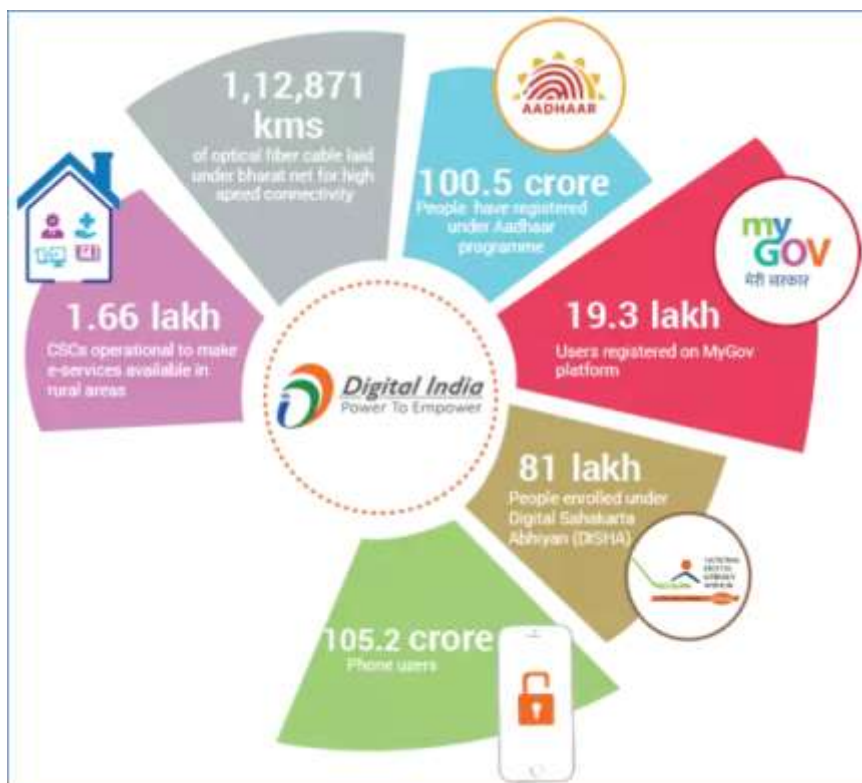 1,12,871
kms
of optical fiber cable laid
under bharat net for high
speed connectivity
AADHAAR
100.5 crore
People have registered
under Aadhaar
programme
my
GOV
मेरी सरकार
19.3 lakh
Users registered on MyGov
platform
1.66 lakh
CSCs operational to make
e-services available in
rural areas
Digital India
Power To Empower
81 lakh
People enrolled under
Digital Sahakarta
Abhiyan (DISHA)
105.2 crore
Phone users